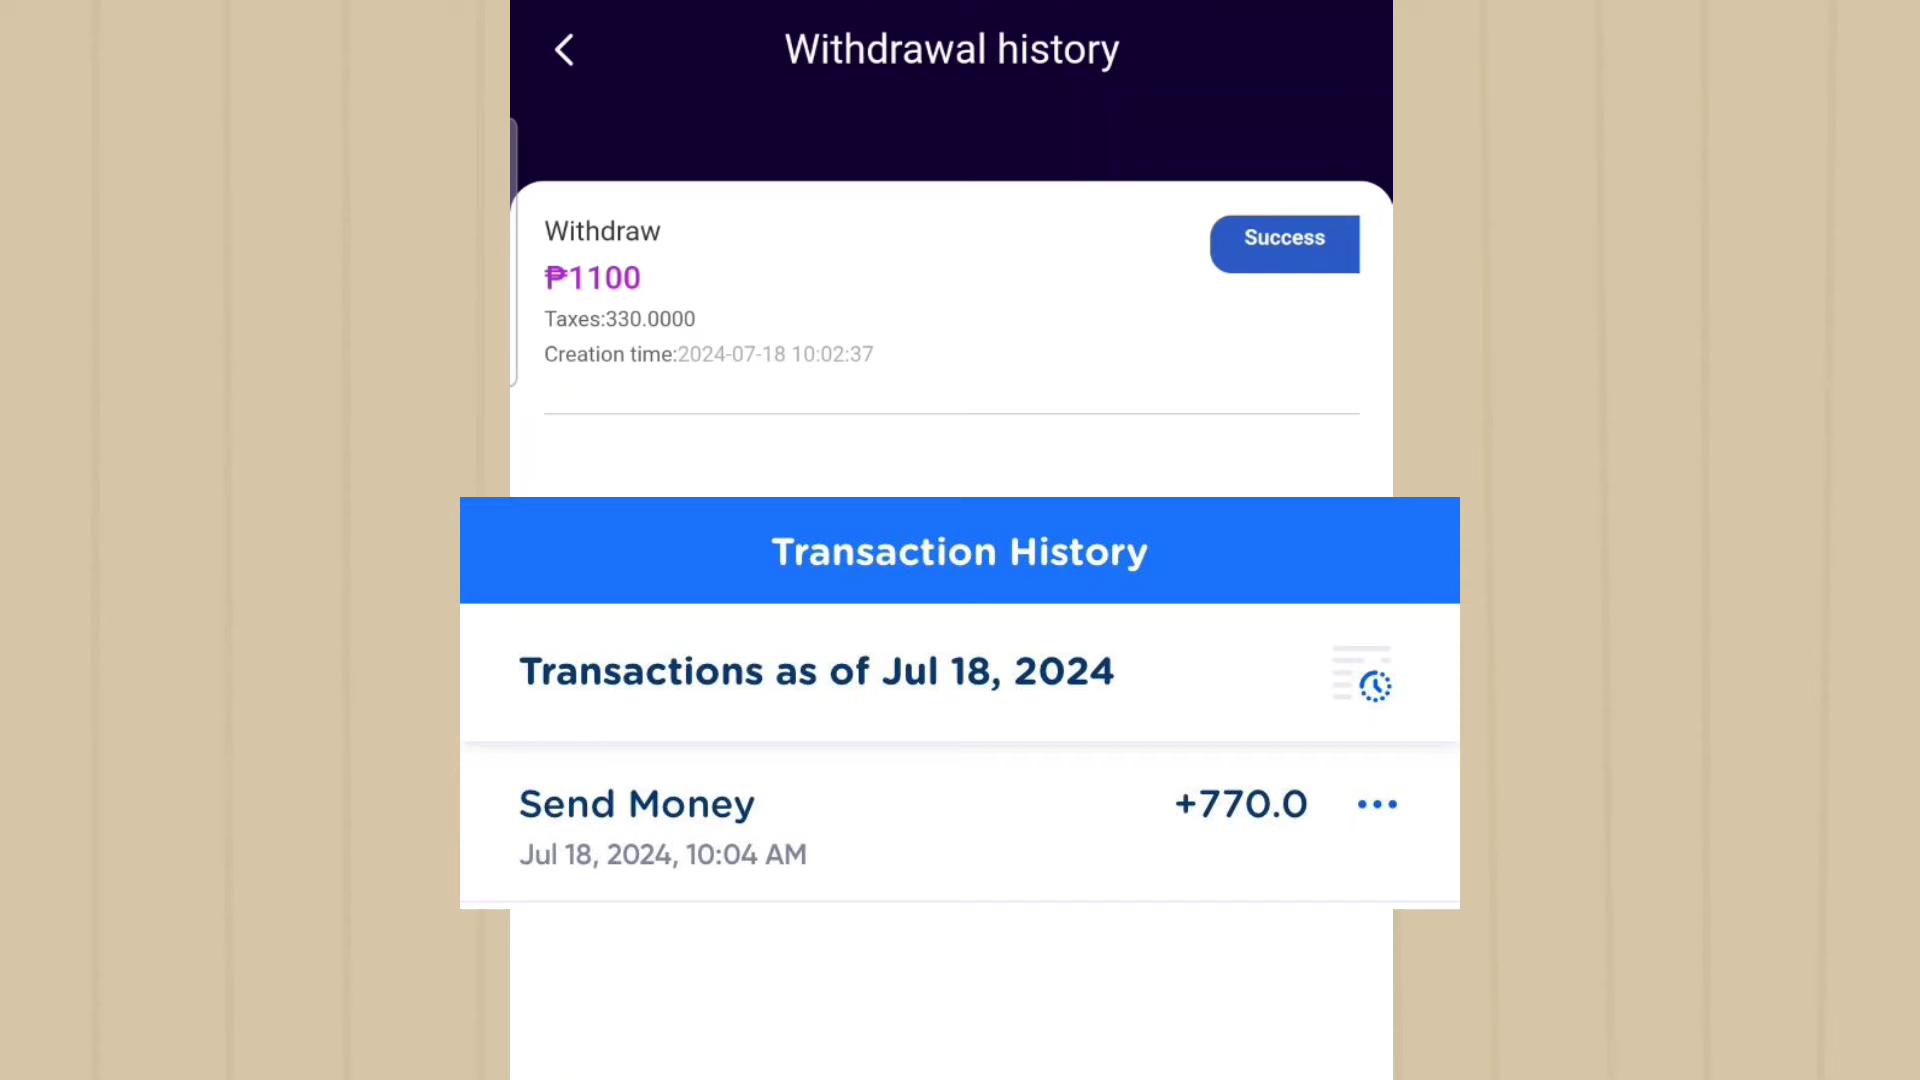 Withdrawal history
Withdraw
Success
₱1100
Taxes:330.0000
Creation time:2024-07-18 10:02:37
Transaction History
Transactions as of Jul 18, 2024
Send Money
+770.0
Jul 18, 2024, 10:04 AM